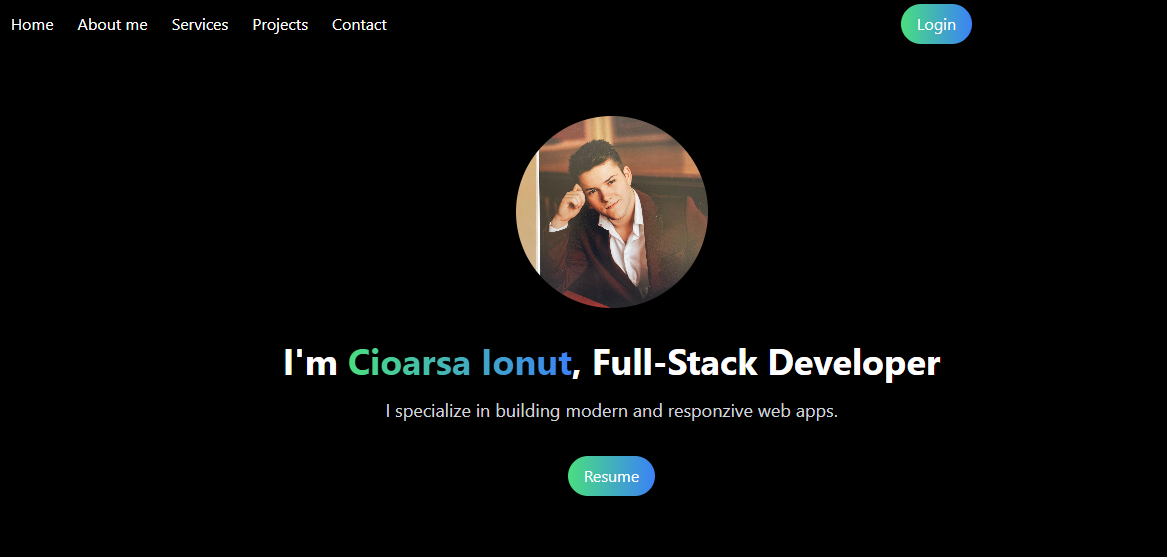 Home About me Services Projects Contact Login
I'm Cioarsa Ionut, Full-Stack Developer
I specialize in building modern and responzive web apps.
Resume